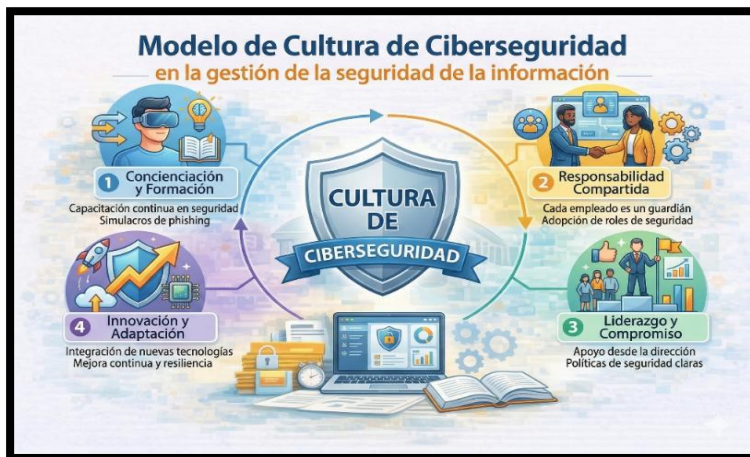 Modelo de Cultura de Ciberseguridad
en la gestión de la seguridad de la información
1 Concienciación
y Formación
Capacitación continua en seguridad
Simulacros de phishing
2 Responsabilidad
Compartida
Cada empleado es un guardián
Adopción de roles de seguridad
CULTURA
DE
CIBERSEGURIDAD
4 Innovación y
Adaptación
Integración de nuevas tecnologías
Mejora continua y resiliencia
3 Liderazgo y
Compromiso
Apoyo desde la dirección
Políticas de seguridad claras